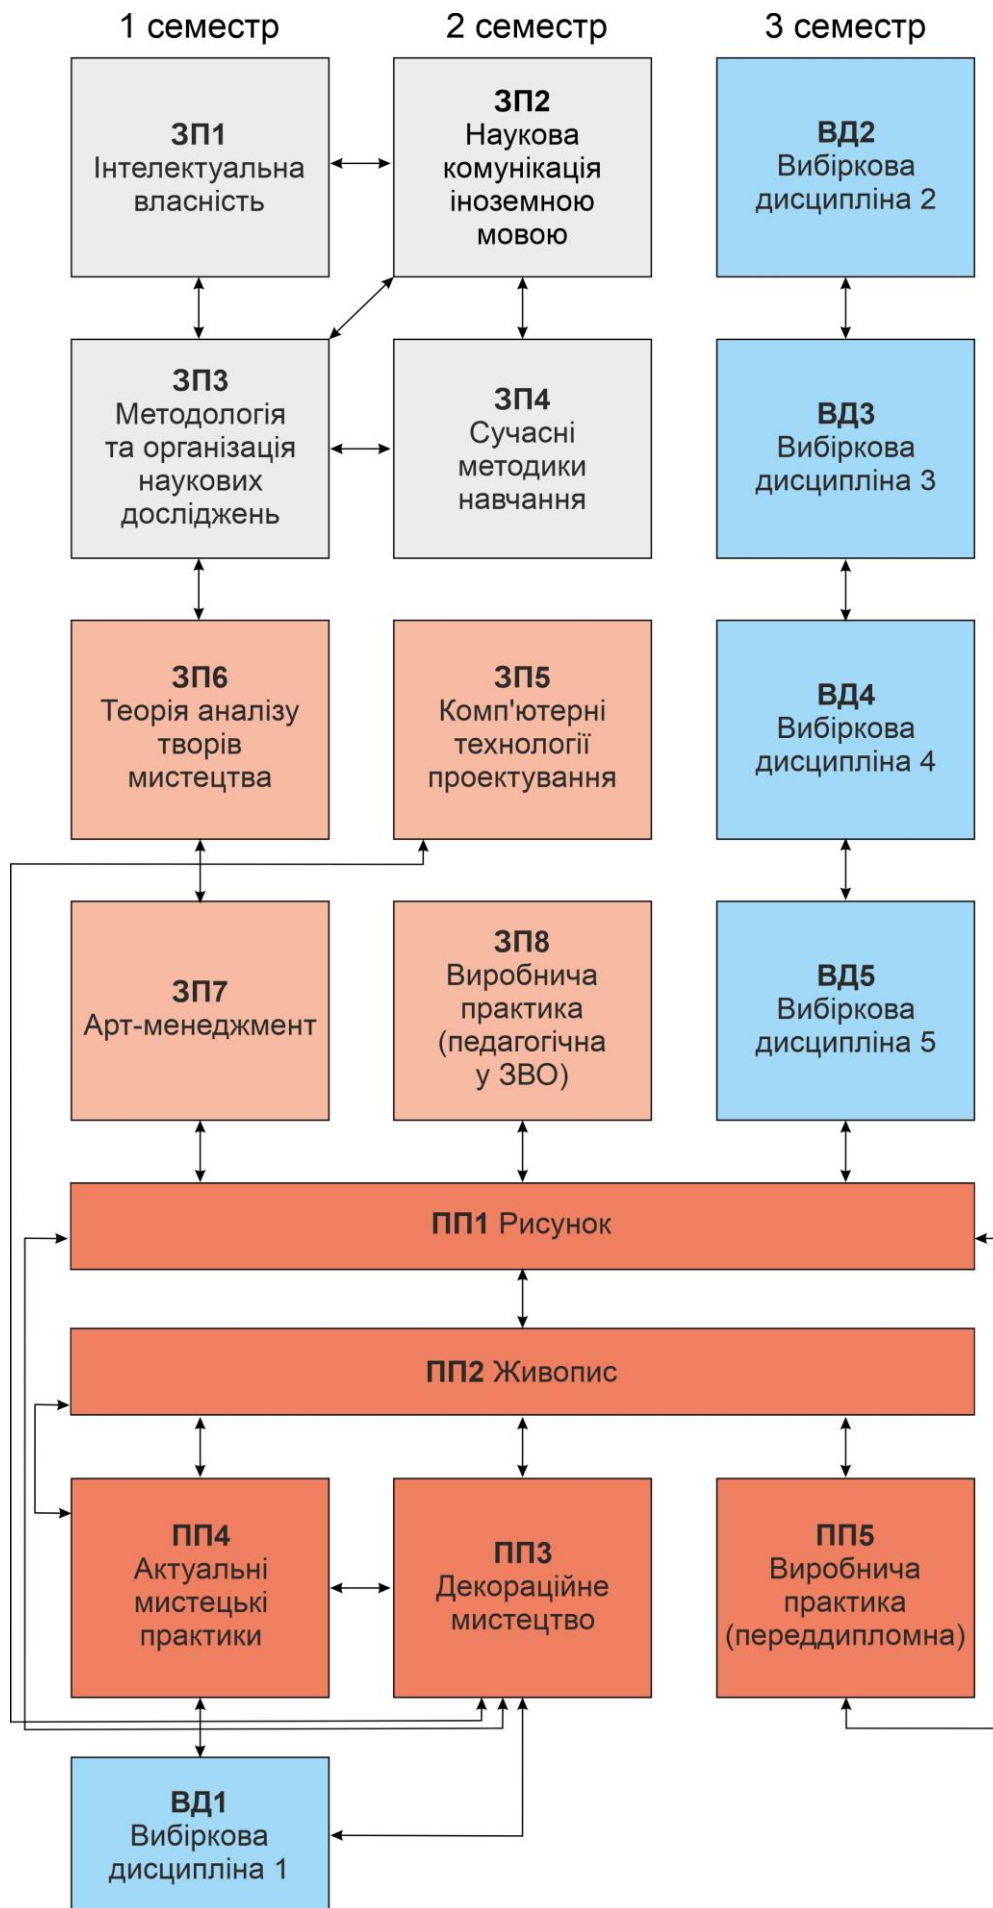 1 семестр
2 семестр
3 семестр
ЗП1
Інтелектуальна
власність
ЗП2
Наукова
комунікація
іноземною
мовою
ВД2
Вибіркова
дисципліна 2
ЗП3
Методологія
та організація
наукових
досліджень
ЗП4
Сучасні
методики
навчання
ВД3
Вибіркова
дисципліна 3
ЗП6
Теорія аналізу
творів
мистецтва
ЗП5
Комп'ютерні
технології
проектування
ВД4
Вибіркова
дисципліна 4
ЗП7
Арт-менеджмент
ЗП8
Виробнича
практика
(педагогічна
у ЗВО)
ВД5
Вибіркова
дисципліна 5
ПП1 Рисунок
ПП2 Живопис
ПП4
Актуальні
мистецькі
практики
ПП3
Декораційне
мистецтво
ПП5
Виробнича
практика
(переддипломна)
ВД1
Вибіркова
дисципліна 1